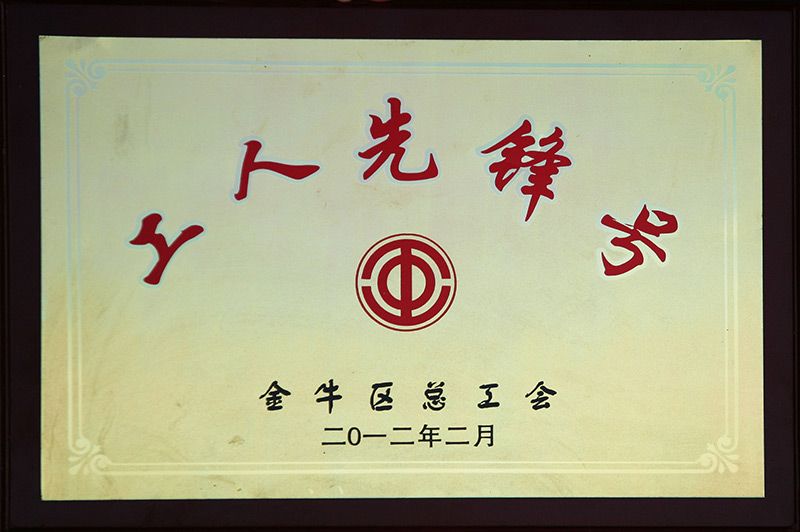 工人先锋号
金牛区总工会
二〇一二年二月